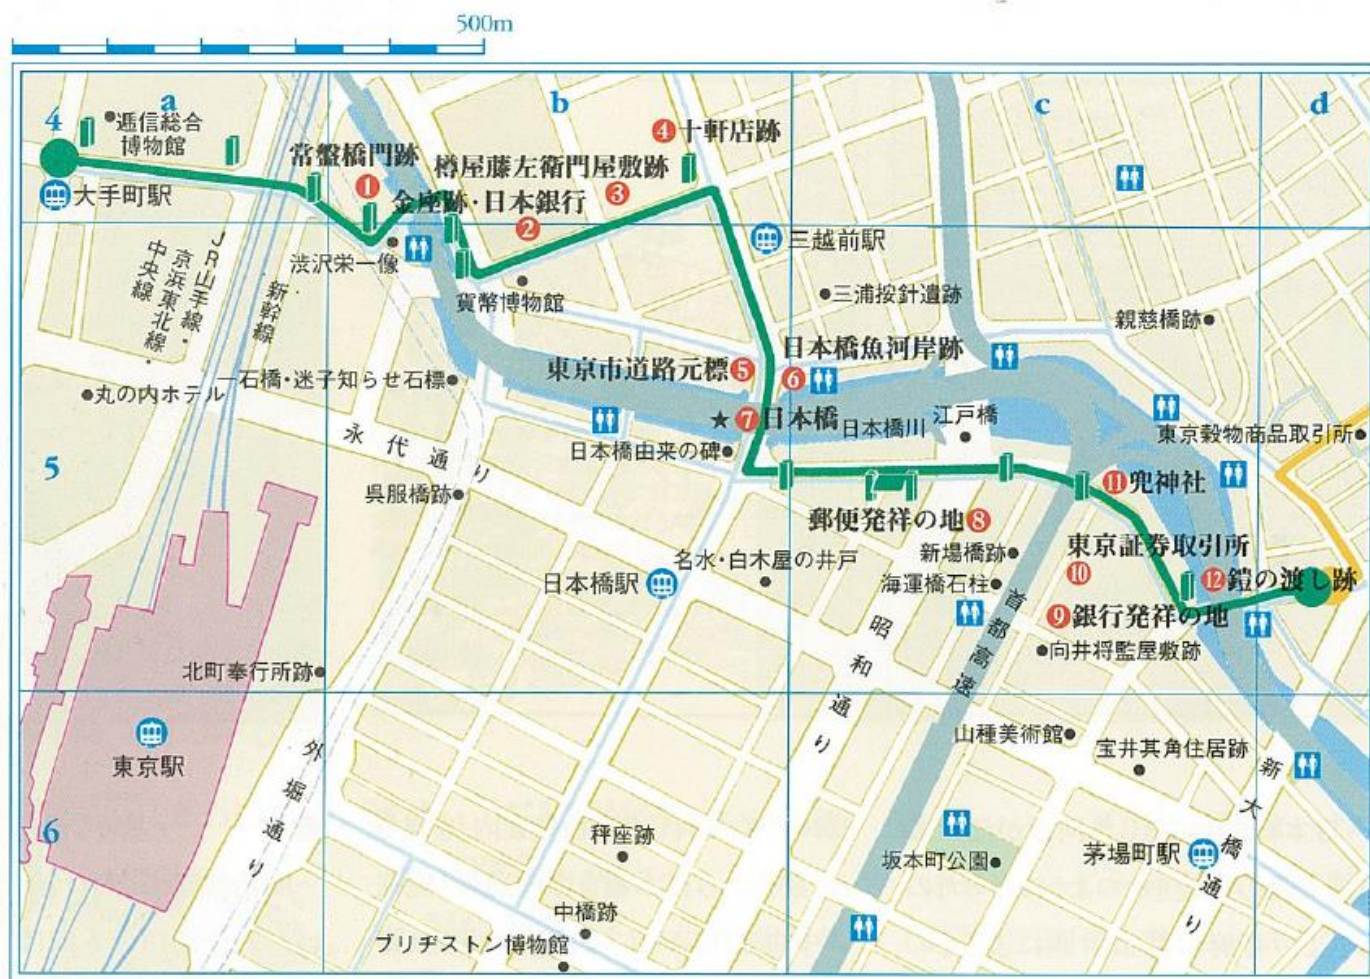 500m
a
b
c
d
4
5
6
逓信総合
博物館
大手町駅
常盤橋門跡
❶
金座跡・日本銀行
❷
樽屋藤左衛門屋敷跡
❸
❹十軒店跡
渋沢栄一像
貨幣博物館
三越前駅
三浦按針遺跡
親慈橋跡
JR山手線・
京浜東北線・
中央線・
新幹線
丸の内ホテル
一石橋・迷子知らせ石標
東京市道路元標❺
日本橋魚河岸跡
❻
★❼日本橋
日本橋川
江戸橋
日本橋由来の碑
東京穀物商品取引所
永代通り
呉服橋跡
⓫兜神社
郵便発祥の地❽
新場橋跡
海運橋石柱
東京証券取引所
❿
⓬鎧の渡し跡
❾銀行発祥の地
向井将監屋敷跡
名水・白木屋の井戸
日本橋駅
昭和通り
首都高速
北町奉行所跡
東京駅
外堀通り
山種美術館
宝井其角住居跡
新大橋通り
秤座跡
坂本町公園
茅場町駅
中橋跡
ブリヂストン博物館